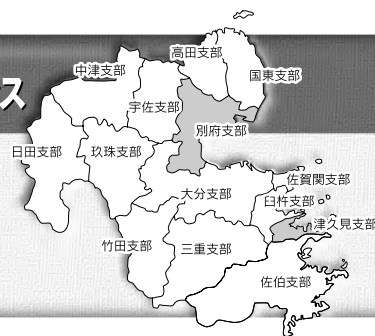 高田支部
中津支部
国東支部
ス
宇佐支部
別府支部
日田支部
玖珠支部
佐賀関支部
大分支部
臼杵支部
津久見支部
竹田支部
三重支部
佐伯支部